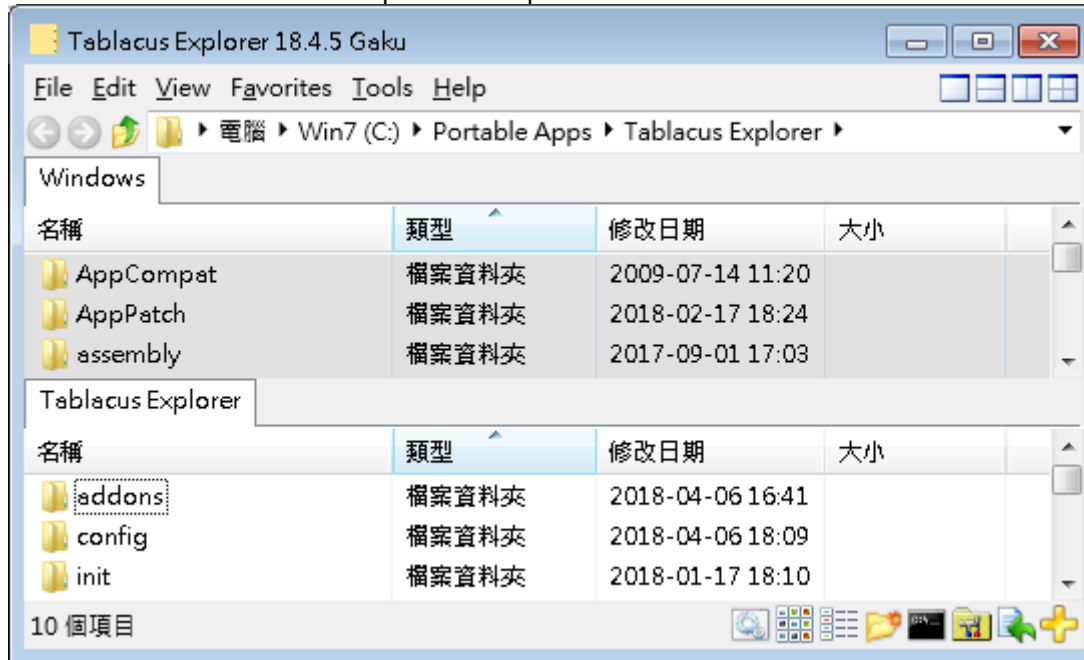 Tablacus Explorer 18.4.5 Gaku
File Edit View Favorites Tools Help
電腦 Win7 (C:) Portable Apps Tablacus Explorer
Windows
名稱 類型 修改日期 大小
AppCompat 檔案資料夾 2009-07-14 11:20
AppPatch 檔案資料夾 2018-02-17 18:24
assembly 檔案資料夾 2017-09-01 17:03
Tablacus Explorer
名稱 類型 修改日期 大小
addons 檔案資料夾 2018-04-06 16:41
config 檔案資料夾 2018-04-06 18:09
init 檔案資料夾 2018-01-17 18:10
10 個項目